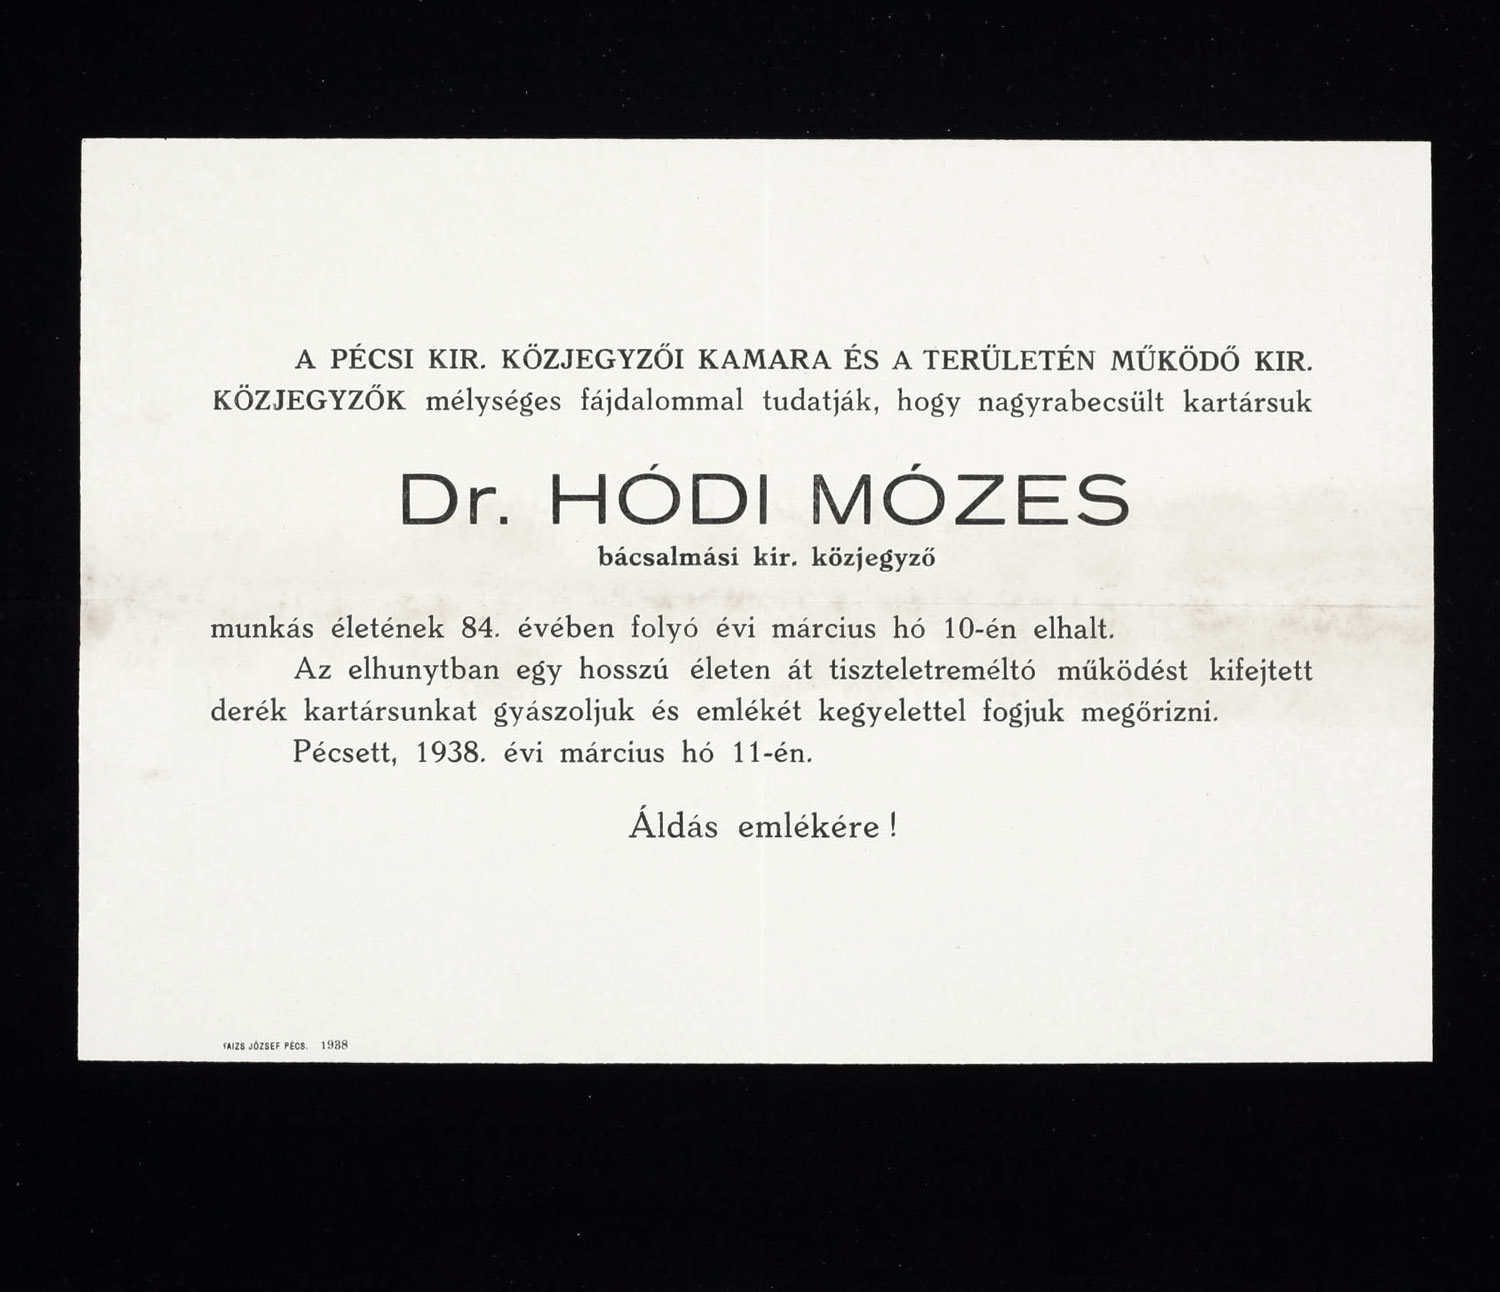 A PÉCSI KIR. KÖZJEGYZŐI KAMARA ÉS A TERÜLETÉN MŰKÖDŐ KIR.
KÖZJEGYZŐK mélységes fájdalommal tudatják, hogy nagyrabecsült kartársuk
Dr. HÓDI MÓZES
bácsalmási kir. közjegyző
munkás életének 84. évében folyó évi március hó 10-én elhalt.
Az elhunytban egy hosszú életen át tiszteletreméltó működést kifejtett
derék kartársunkat gyászoljuk és emlékét kegyelettel fogjuk megőrizni.
Pécsett, 1938. évi március hó 11-én.
Áldás emlékére !
JÓZSEF PÉCS. 1938